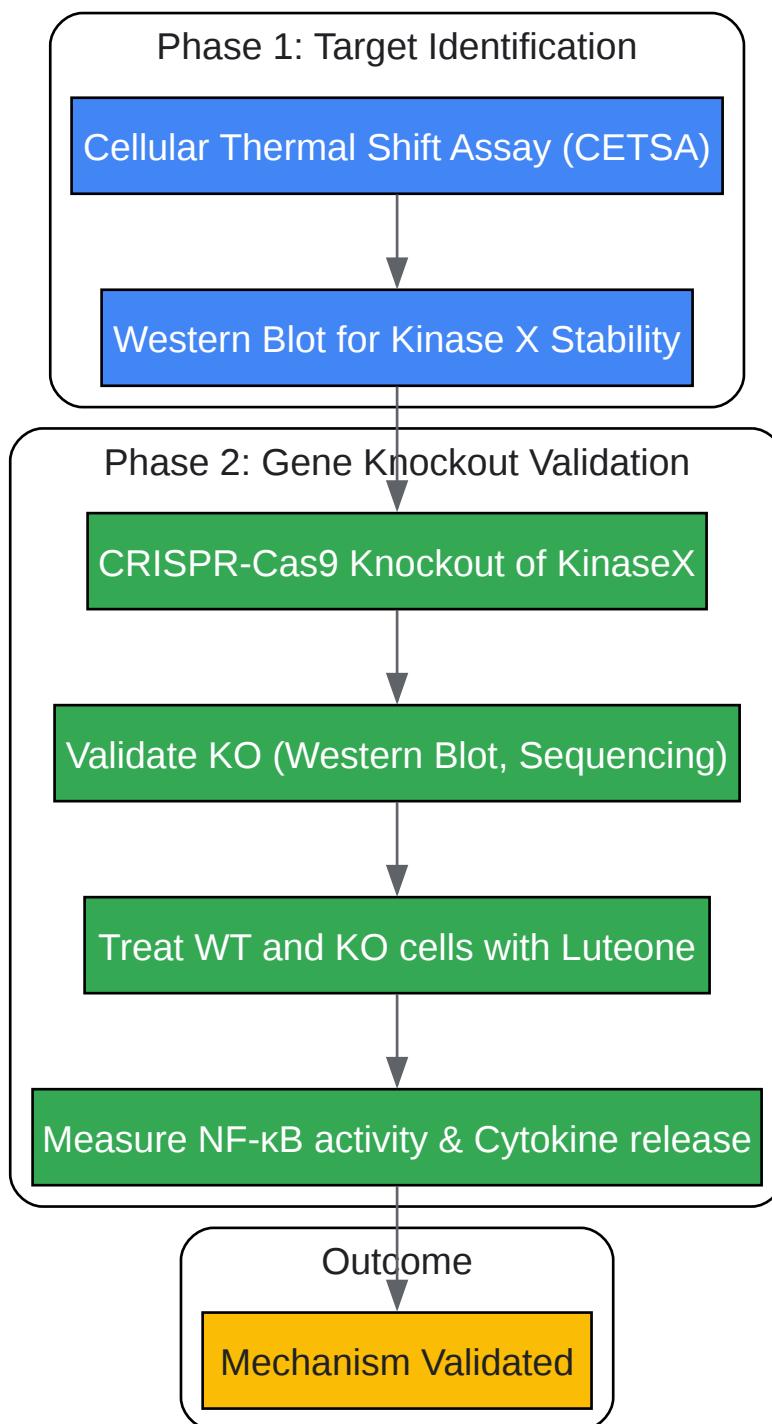 Phase 1: Target Identification
Cellular Thermal Shift Assay (CETSA)
Western Blot for Kinase X Stability
Phase 2: Gene Knockout Validation
CRISPR-Cas9 Knockout of KinaseX
Validate KO (Western Blot, Sequencing)
Treat WT and KO cells with Luteone
Measure NF-κB activity & Cytokine release
Outcome
Mechanism Validated